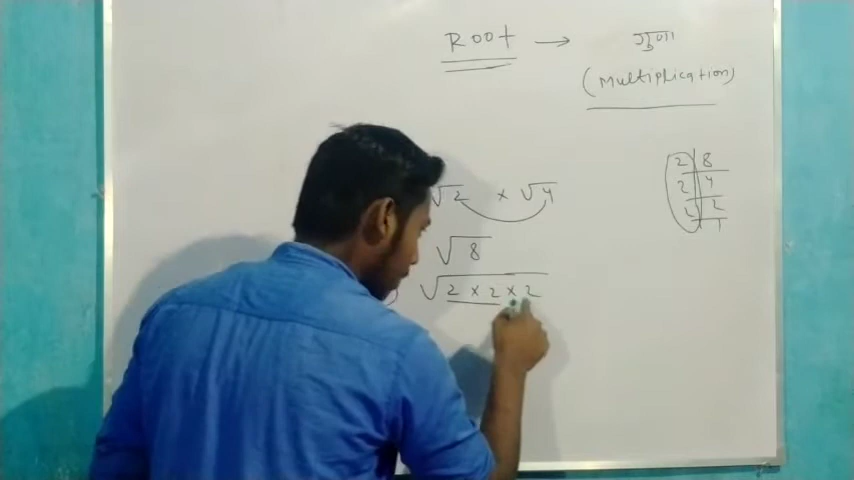 Root → गुणा
(Multiplication)
√2 × √4
√8
√2 × 2 × 2
2 | 8
2 | 4
2 | 2
1